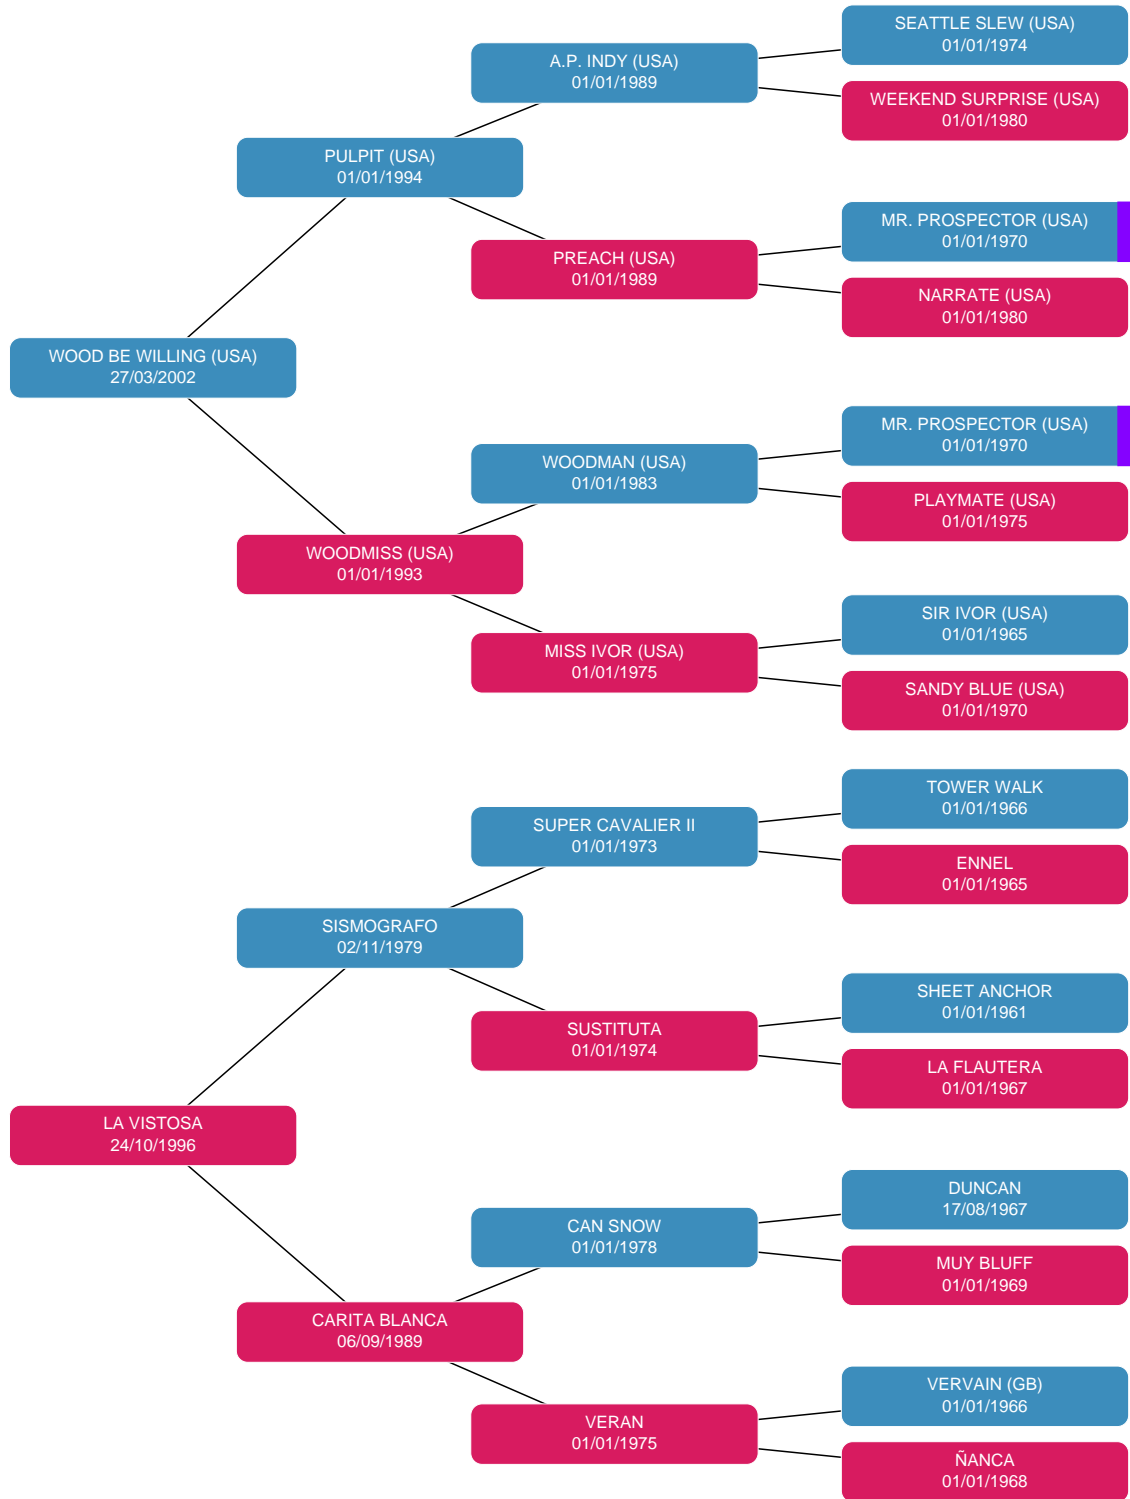 SEATTLE SLEW (USA)
01/01/1974
A.P. INDY (USA)
01/01/1989
WEEKEND SURPRISE (USA)
01/01/1980
PULPIT (USA)
01/01/1994
MR. PROSPECTOR (USA)
01/01/1970
PREACH (USA)
01/01/1989
NARRATE (USA)
01/01/1980
WOOD BE WILLING (USA)
27/03/2002
MR. PROSPECTOR (USA)
01/01/1970
WOODMAN (USA)
01/01/1983
PLAYMATE (USA)
01/01/1975
WOODMISS (USA)
01/01/1993
SIR IVOR (USA)
01/01/1965
MISS IVOR (USA)
01/01/1975
SANDY BLUE (USA)
01/01/1970
TOWER WALK
01/01/1966
SUPER CAVALIER II
01/01/1973
ENNEL
01/01/1965
SISMOGRAFO
02/11/1979
SHEET ANCHOR
01/01/1961
SUSTITUTA
01/01/1974
LA FLAUTERA
01/01/1967
LA VISTOSA
24/10/1996
DUNCAN
17/08/1967
CAN SNOW
01/01/1978
MUY BLUFF
01/01/1969
CARITA BLANCA
06/09/1989
VERVAIN (GB)
01/01/1966
VERAN
01/01/1975
ÑANCA
01/01/1968